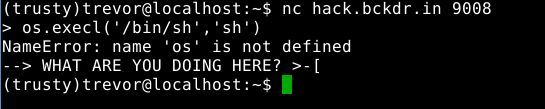 (trusty)trevor@localhost:~$ nc hack.bckdr.in 9008
> os.execl('/bin/sh','sh')
NameError: name 'os' is not defined
--> WHAT ARE YOU DOING HERE? >-[
(trusty)trevor@localhost:~$